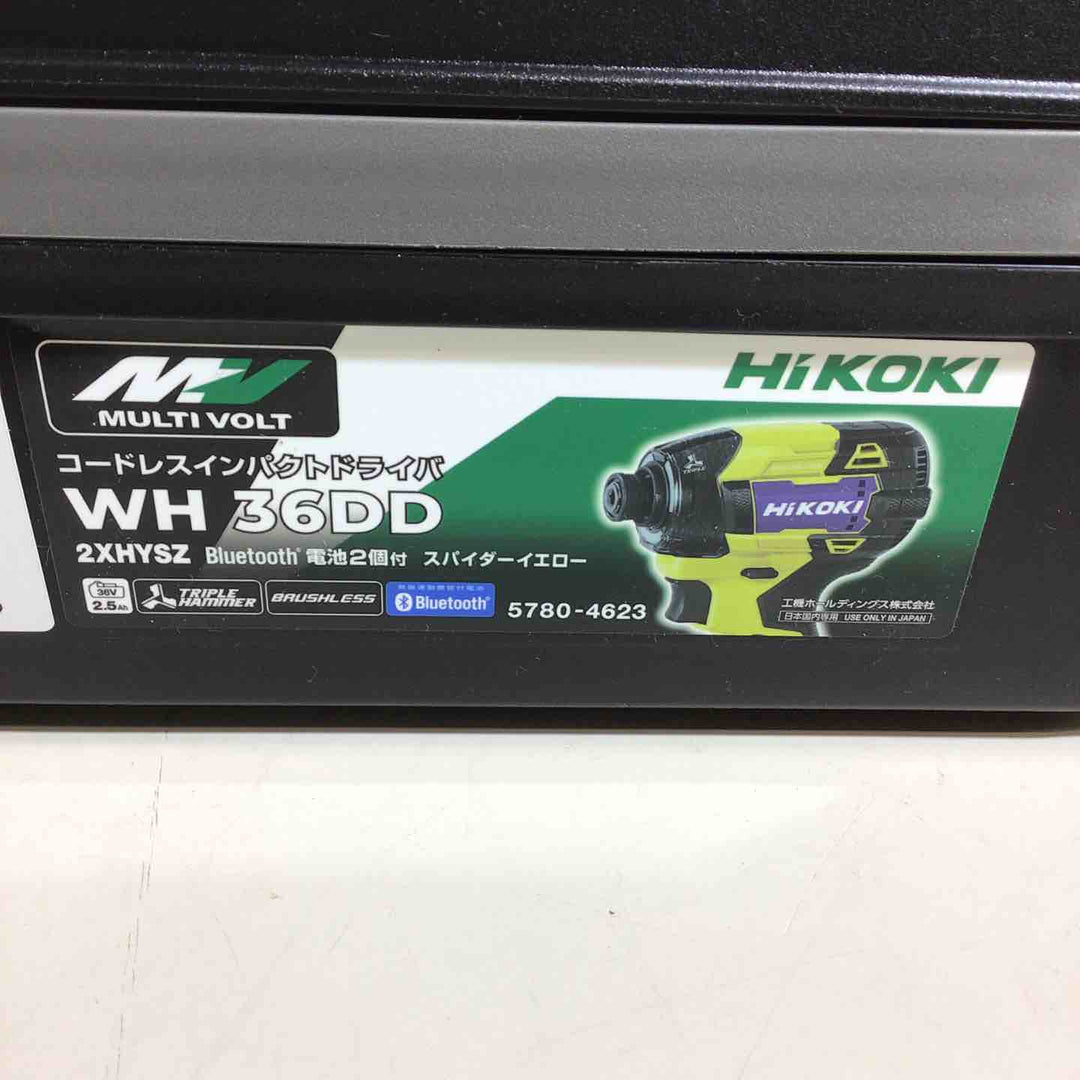 MV
MULTI VOLT
HiKOKI
コードレスインパクトドライバ
WH 36DD
2XHYSZ Bluetooth® 電池2個付 スパイダーイエロー
36V
2.5Ah
TRIPLE
HAMMER
BRUSHLESS
Bluetooth®
5780-4623
TRIPLE
HiKOKI
工機ホールディングス株式会社
日本国内専用 USE ONLY IN JAPAN